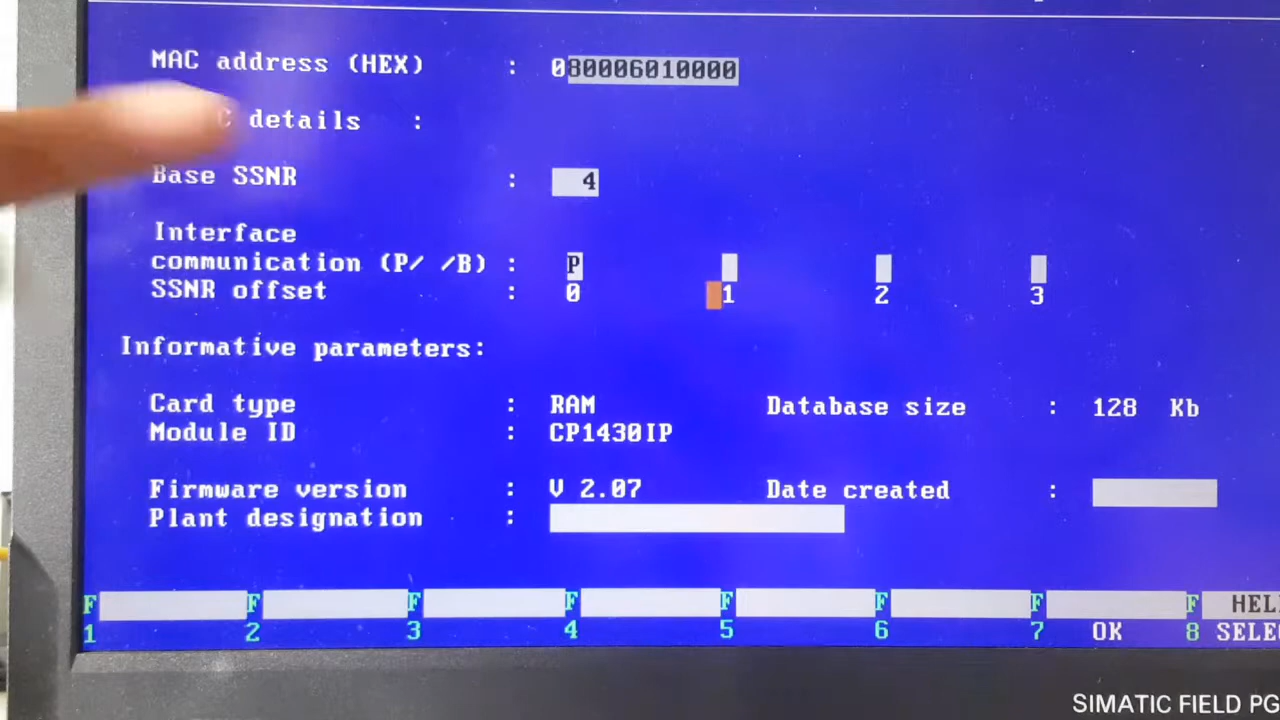 MAC address (HEX) : 080006010000
details :
Base SSNR : 4
Interface
communication (P/ /B) : P
SSNR offset : 0 1 2 3
Informative parameters:
Card type : RAM Database size : 128 Kb
Module ID : CP1430IP
Firmware version : V 2.07 Date created :
Plant designation :
F F F F F F F F
1 2 3 4 5 6 7 OK 8
SIMATIC FIELD PG